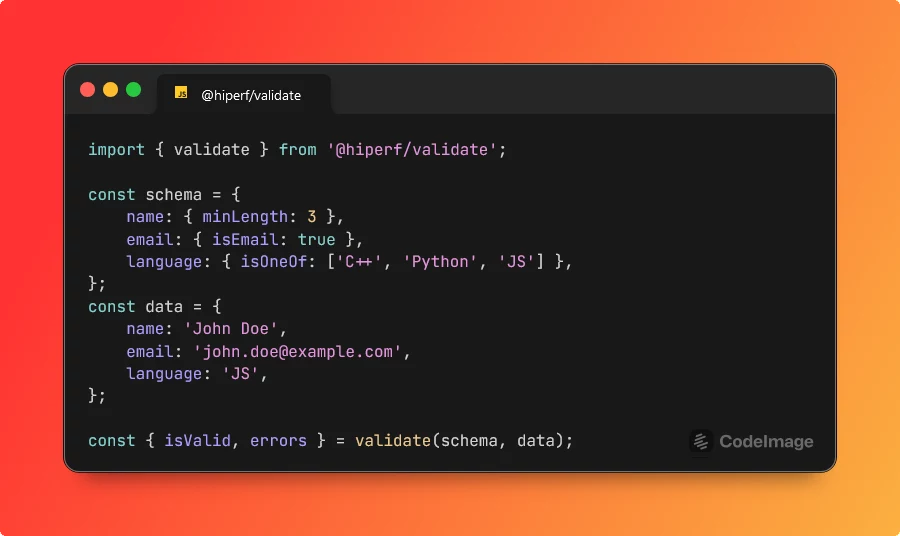 JS @hiperf/validate
import { validate } from '@hiperf/validate';
const schema = {
name: { minLength: 3 },
email: { isEmail: true },
language: { isOneOf: ['C++', 'Python', 'JS'] },
};
const data = {
name: 'John Doe',
email: 'john.doe@example.com',
language: 'JS',
};
const { isValid, errors } = validate(schema, data);
CodeImage